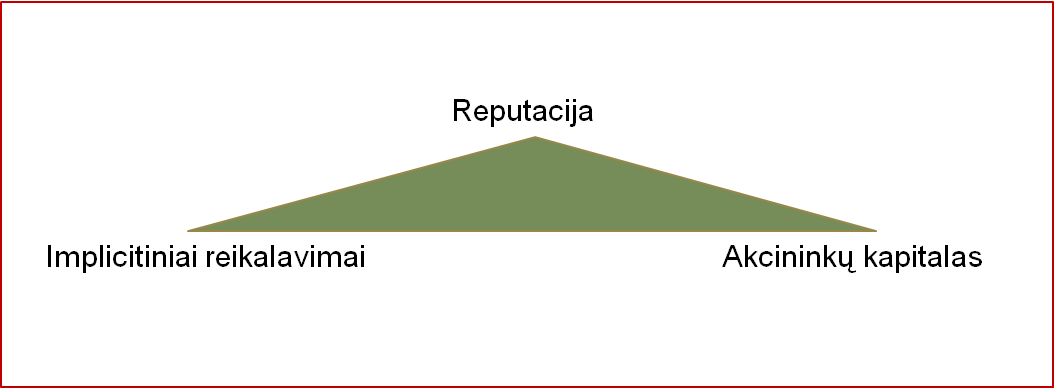 Reputacija
Implicitiniai reikalavimai
Akcininkų kapitalas